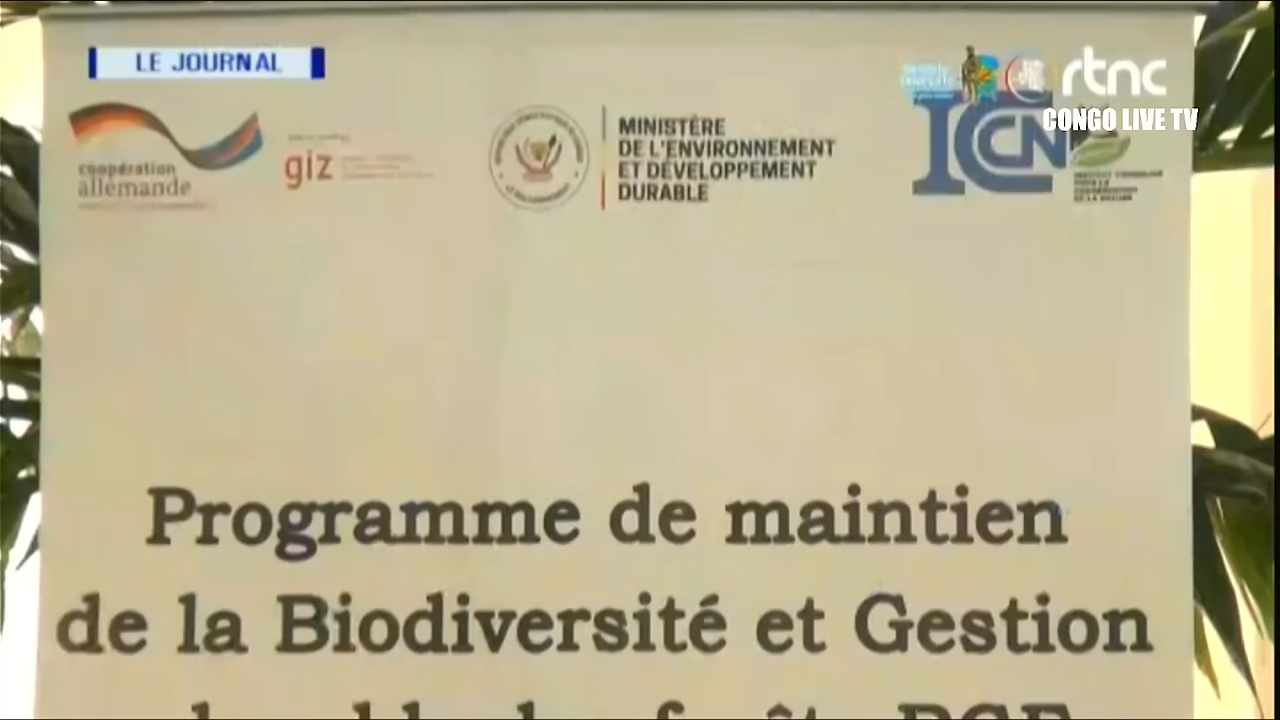 LE JOURNAL
rtnc
CONGO LIVE TV
coopération
allemande
giz
MINISTÈRE
DE L'ENVIRONNEMENT
ET DÉVELOPPEMENT
DURABLE
ICCN
Programme de maintien
de la Biodiversité et Gestion